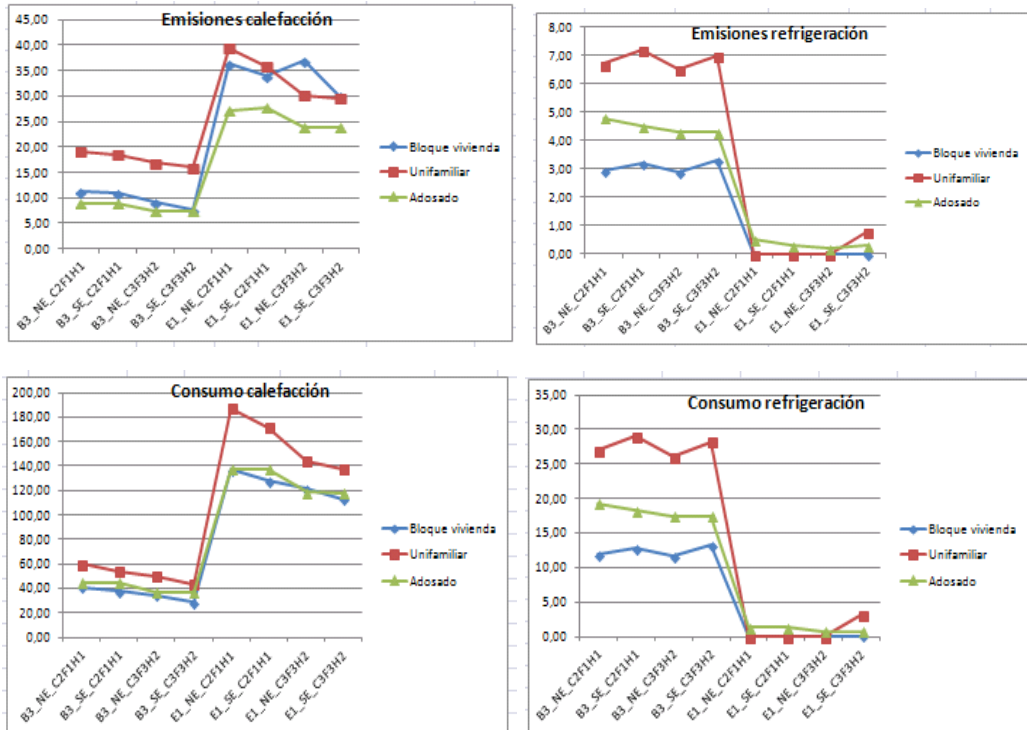 Emisiones calefacción
45,00
40,00
35,00
30,00
25,00
20,00
15,00
10,00
5,00
0,00
B3_NE_C2F1H1
B3_SE_C2F1H1
B3_NE_C3F3H2
B3_SE_C3F3H2
E1_NE_C2F1H1
E1_SE_C2F1H1
E1_NE_C3F3H2
E1_SE_C3F3H2
Bloque vivienda
Unifamiliar
Adosado
Emisiones refrigeración
8,00
7,00
6,00
5,00
4,00
3,00
2,00
1,00
0,00
B3_NE_C2F1H1
B3_SE_C2F1H1
B3_NE_C3F3H2
B3_SE_C3F3H2
E1_NE_C2F1H1
E1_SE_C2F1H1
E1_NE_C3F3H2
E1_SE_C3F3H2
Bloque vivienda
Unifamiliar
Adosado
Consumo calefacción
200,00
180,00
160,00
140,00
120,00
100,00
80,00
60,00
40,00
20,00
0,00
B3_NE_C2F1H1
B3_SE_C2F1H1
B3_NE_C3F3H2
B3_SE_C3F3H2
E1_NE_C2F1H1
E1_SE_C2F1H1
E1_NE_C3F3H2
E1_SE_C3F3H2
Bloque vivienda
Unifamiliar
Adosado
Consumo refrigeración
35,00
30,00
25,00
20,00
15,00
10,00
5,00
0,00
B3_NE_C2F1H1
B3_SE_C2F1H1
B3_NE_C3F3H2
B3_SE_C3F3H2
E1_NE_C2F1H1
E1_SE_C2F1H1
E1_NE_C3F3H2
E1_SE_C3F3H2
Bloque vivienda
Unifamiliar
Adosado